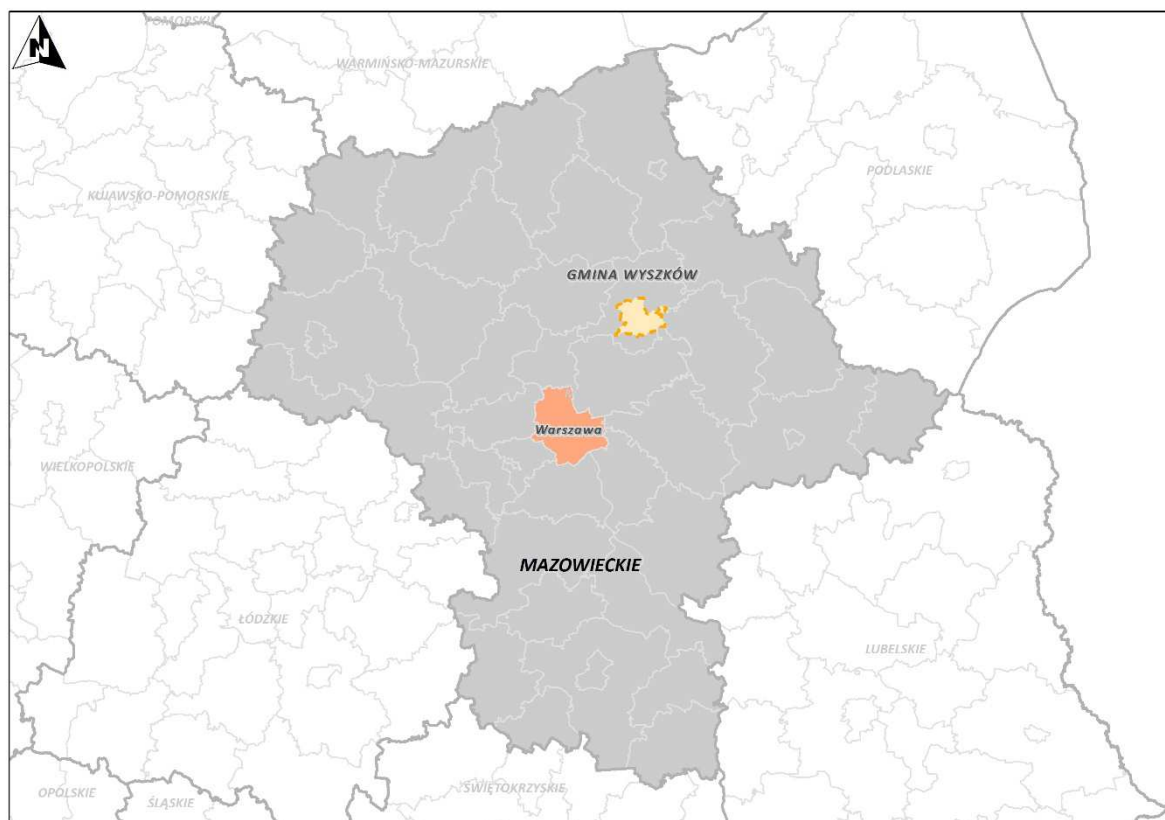 POMORSKIE
N
WARMIŃSKO-MAZURSKIE
PODLASKIE
KUJAWSKO-POMORSKIE
GMINA WYSZKÓW
Warszawa
WIELKOPOLSKIE
MAZOWIECKIE
ŁÓDZKIE
LUBELSKIE
OPOLSKIE
ŚLĄSKIE
ŚWIĘTOKRZYSKIE